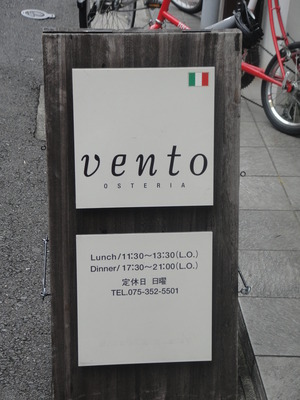 vento
OSTERIA
Lunch/11:30〜13:30(L.O.)
Dinner/17:30〜21:00(L.O.)
定休日 日曜
TEL.075-352-5501